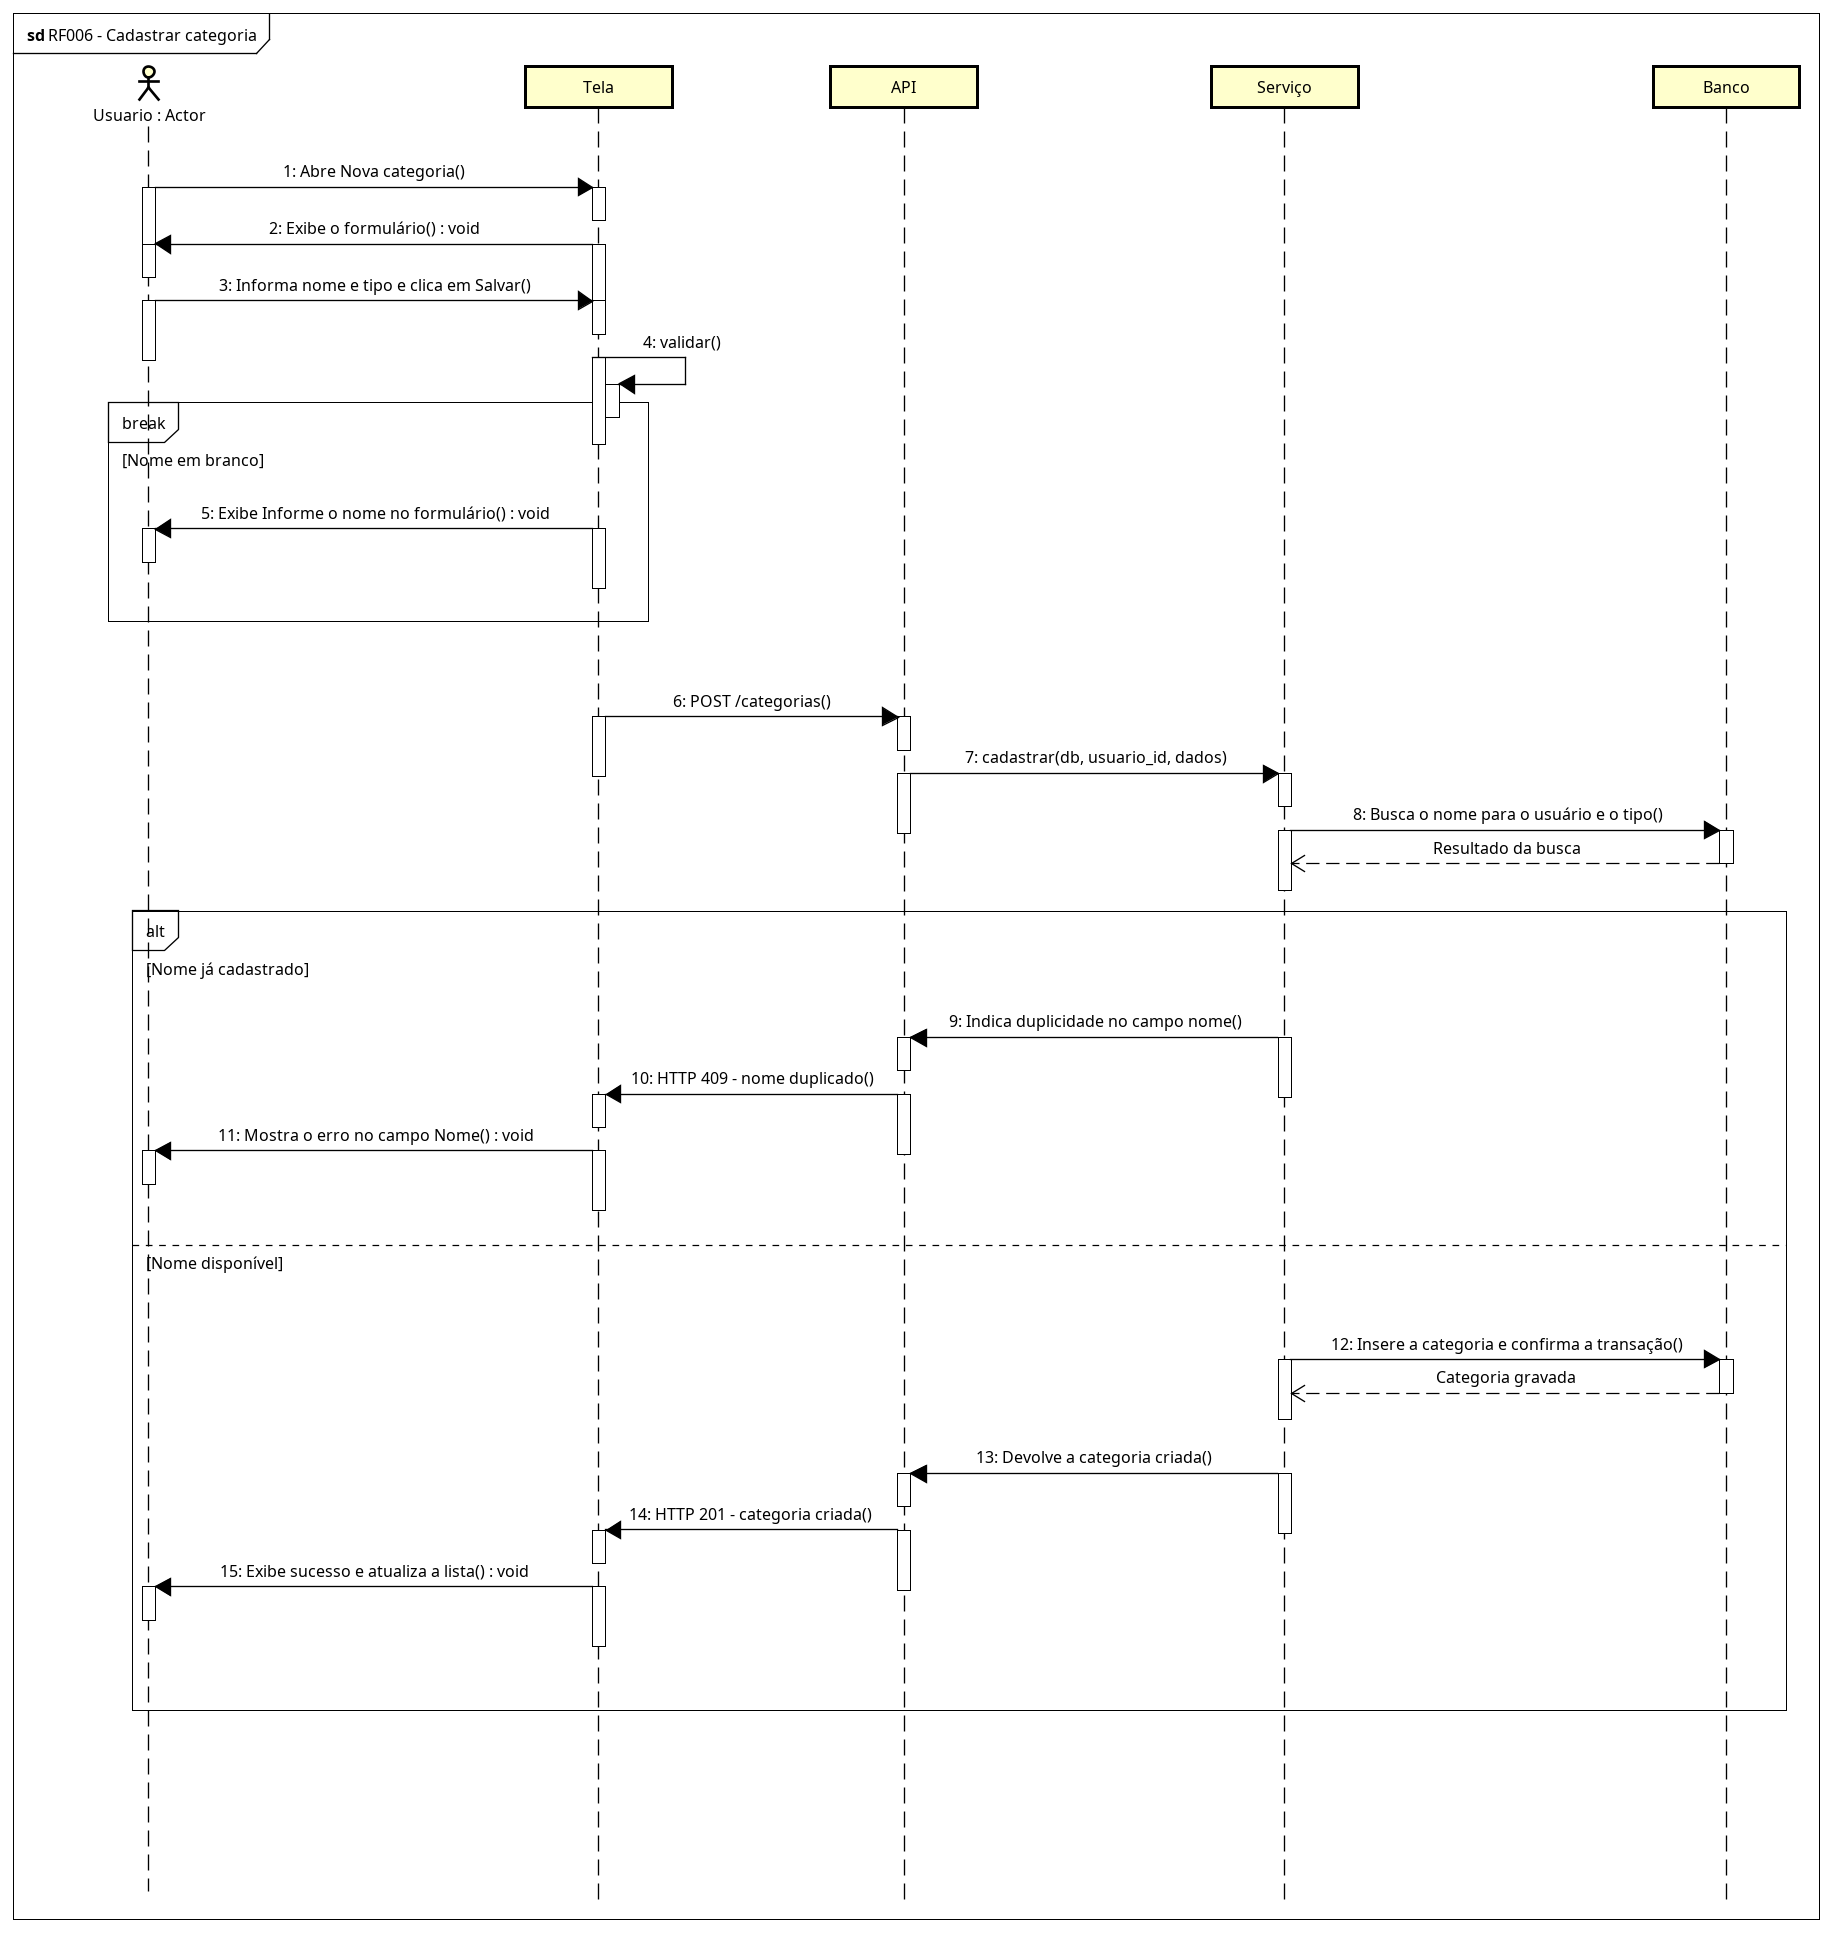 sd RF006 - Cadastrar categoria
Usuario : Actor
Tela
API
Serviço
Banco
1: Abre Nova categoria()
2: Exibe o formulário() : void
3: Informa nome e tipo e clica em Salvar()
4: validar()
break
[Nome em branco]
5: Exibe Informe o nome no formulário() : void
6: POST /categorias()
7: cadastrar(db, usuario_id, dados)
8: Busca o nome para o usuário e o tipo()
Resultado da busca
alt
[Nome já cadastrado]
9: Indica duplicidade no campo nome()
10: HTTP 409 - nome duplicado()
11: Mostra o erro no campo Nome() : void
[Nome disponível]
12: Insere a categoria e confirma a transação()
Categoria gravada
13: Devolve a categoria criada()
14: HTTP 201 - categoria criada()
15: Exibe sucesso e atualiza a lista() : void